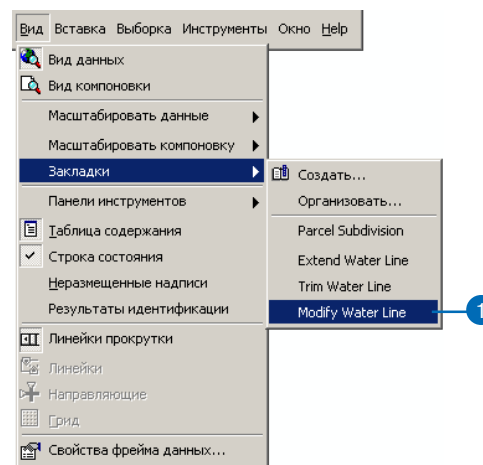 Вид Вставка Выборка Инструменты Окно Help
Вид данных
Вид компоновки
Масштабировать данные
Масштабировать компоновку
Закладки
Панели инструментов
Таблица содержания
Строка состояния
Неразмещенные надписи
Результаты идентификации
Линейки прокрутки
Линейки
Направляющие
Грид
Свойства фрейма данных...
Создать...
Организовать...
Parcel Subdivision
Extend Water Line
Trim Water Line
Modify Water Line
1